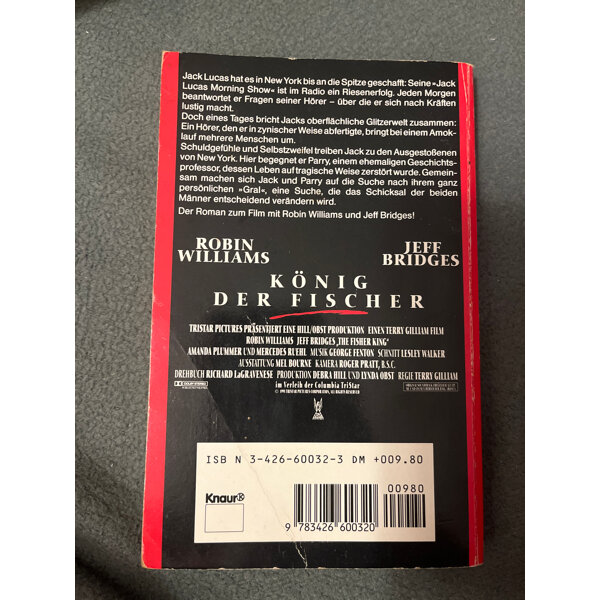 Jack Lucas hat es in New York bis an die Spitze geschafft: Seine »Jack
Lucas Morning Show« ist im Radio ein Riesenerfolg. Jeden Morgen
beantwortet er Fragen seiner Hörer – über die er sich nach Kräften
lustig macht.
Doch eines Tages bricht Jacks oberflächliche Glitzerwelt zusammen:
Ein Hörer, den er in zynischer Weise abfertigte, bringt bei einem Amok-
lauf mehrere Menschen um.
Schuldgefühle und Selbstzweifel treiben Jack zu den Ausgestoßenen
von New York. Hier begegnet er Parry, einem ehemaligen Geschichts-
professor, dessen Leben auf tragische Weise zerstört wurde. Gemein-
sam machen sich Jack und Parry auf die Suche nach ihrem ganz
persönlichen »Gral«, eine Suche, die das Schicksal der beiden
Männer entscheidend verändern wird.
Der Roman zum Film mit Robin Williams und Jeff Bridges!
ROBIN WILLIAMS
JEFF BRIDGES
KÖNIG
DER FISCHER
TRISTAR PICTURES PRÄSENTIERT EINE HILL/OBST PRODUKTION EINEN TERRY GILLIAM FILM
ROBIN WILLIAMS JEFF BRIDGES „THE FISHER KING“
AMANDA PLUMMER UND MERCEDES RUEHL MUSIK GEORGE FENTON SCHNITT LESLEY WALKER
AUSSTATTUNG MEL BOURNE KAMERA ROGER PRATT, B.S.C.
DREHBUCH RICHARD LaGRAVENESE PRODUKTION DEBRA HILL UND LYNDA OBST REGIE TERRY GILLIAM
DOLBY STEREO
im Verleih der Columbia TriStar
ISBN 3-426-60032-3 DM +009.80
00980
Knaur®
9 783426 600320